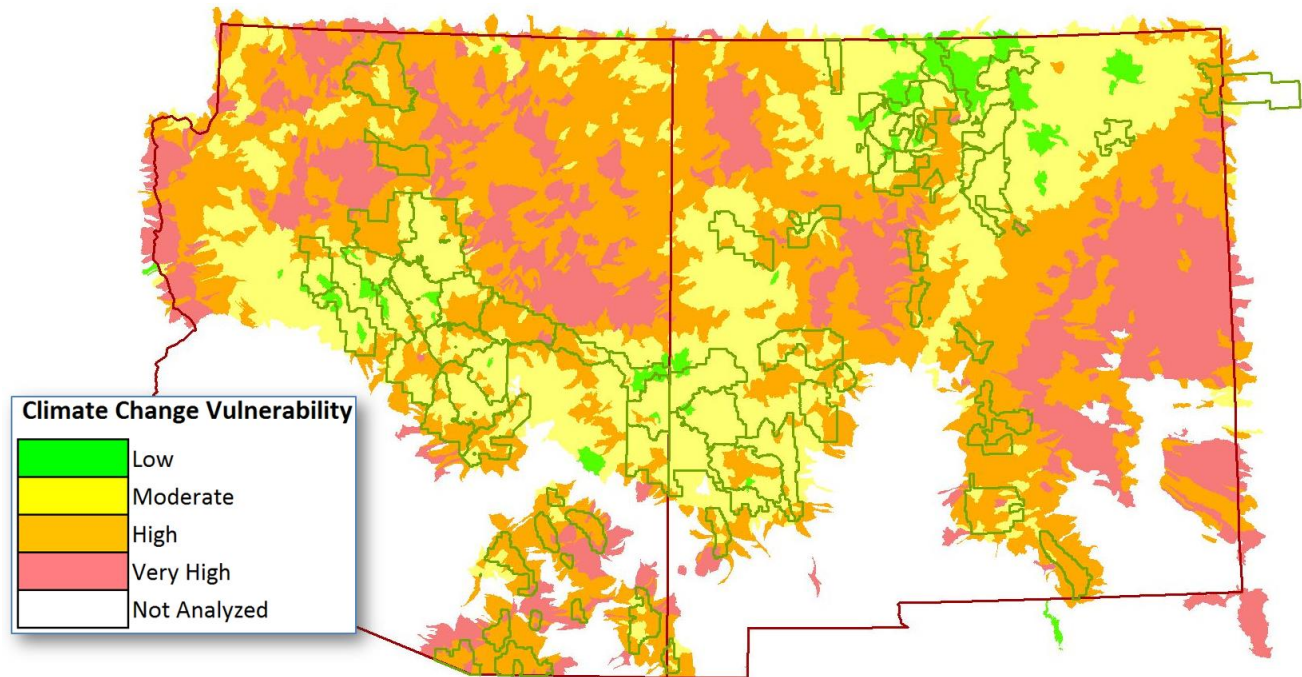 Climate Change Vulnerability
Low
Moderate
High
Very High
Not Analyzed